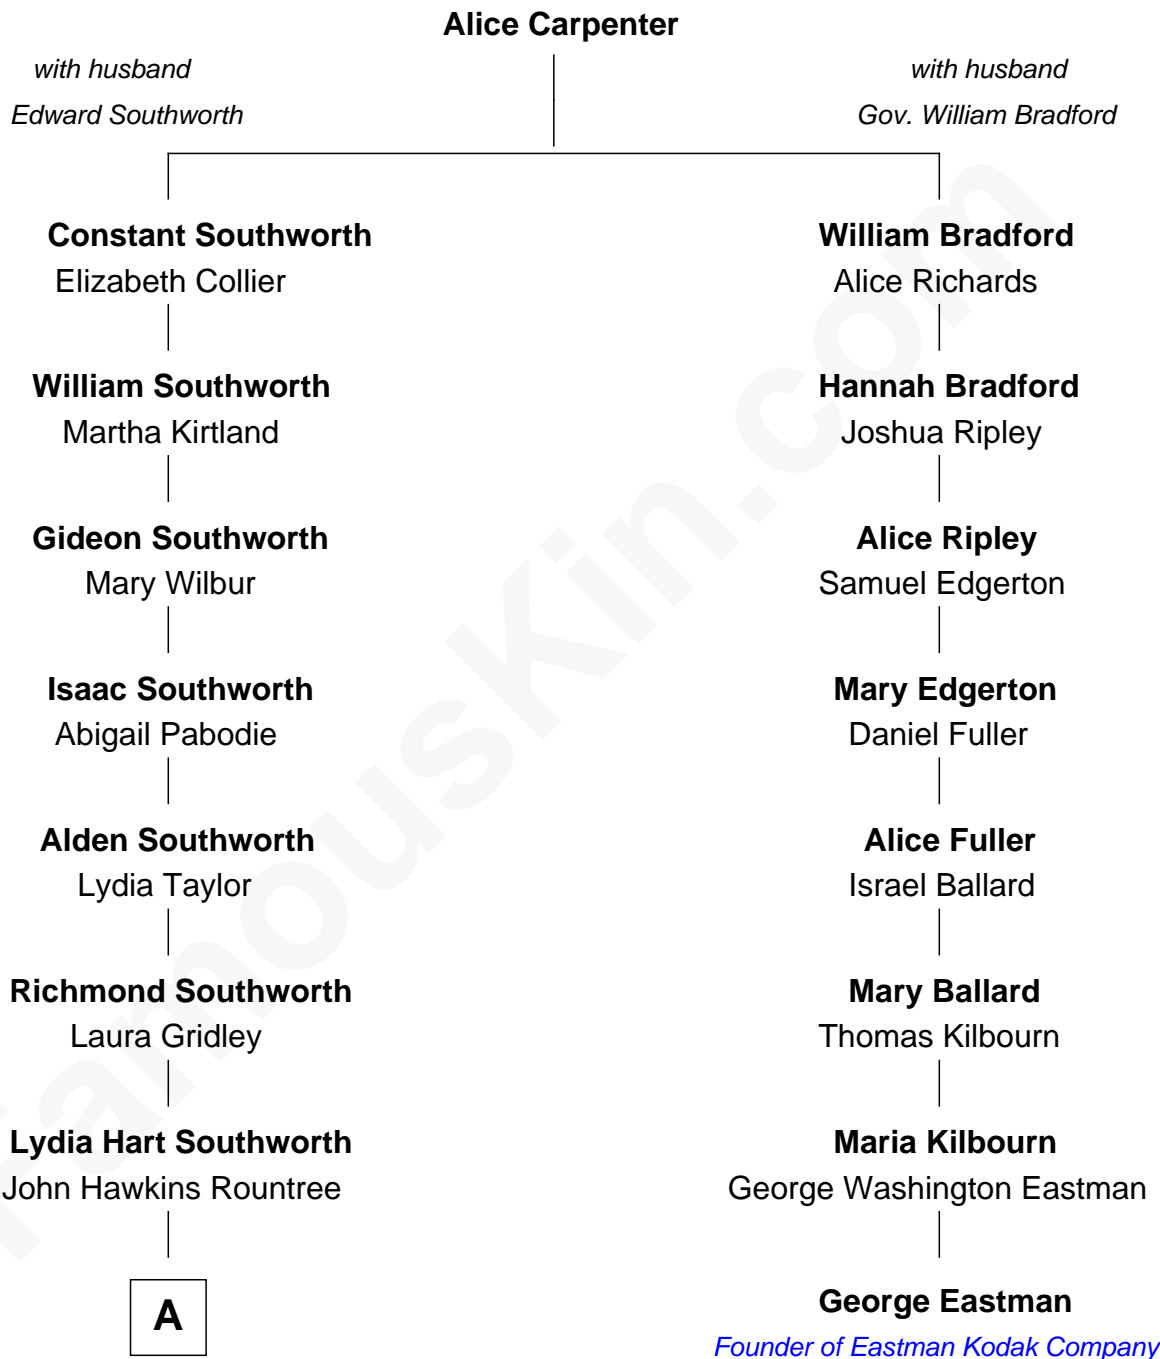 Alice Carpenter
with husband
Edward Southworth
with husband
Gov. William Bradford
Constant Southworth
Elizabeth Collier
William Southworth
Martha Kirtland
Gideon Southworth
Mary Wilbur
Isaac Southworth
Abigail Pabodie
Alden Southworth
Lydia Taylor
Richmond Southworth
Laura Gridley
Lydia Hart Southworth
John Hawkins Rountree
A
William Bradford
Alice Richards
Hannah Bradford
Joshua Ripley
Alice Ripley
Samuel Edgerton
Mary Edgerton
Daniel Fuller
Alice Fuller
Israel Ballard
Mary Ballard
Thomas Kilbourn
Maria Kilbourn
George Washington Eastman
George Eastman
Founder of Eastman Kodak Company
FamousKin.com